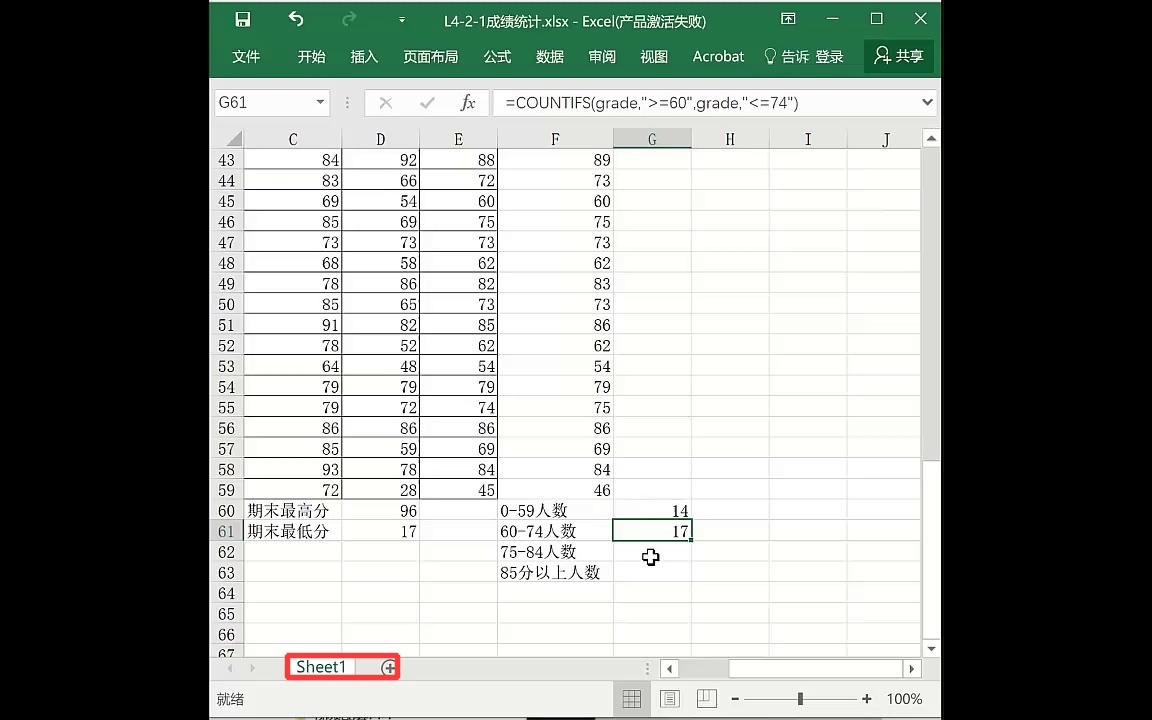 L4-2-1成绩统计.xlsx - Excel(产品激活失败)
文件 开始 插入 页面布局 公式 数据 审阅 视图 Acrobat 告诉 登录 共享
G61 fx =COUNTIFS(grade,">=60",grade,"<=74")
C D E F G H I J
43 84 92 88 89
44 83 66 72 73
45 69 54 60 60
46 85 69 75 75
47 73 73 73 73
48 68 58 62 62
49 78 86 82 83
50 85 65 73 73
51 91 82 85 86
52 78 52 62 62
53 64 48 54 54
54 79 79 79 79
55 79 72 74 75
56 86 86 86 86
57 85 59 69 69
58 93 78 84 84
59 72 28 45 46
60 期末最高分 96 0-59人数 14
61 期末最低分 17 60-74人数 17
62 75-84人数
63 85分以上人数
64
65
66
67
Sheet1
就绪 100%